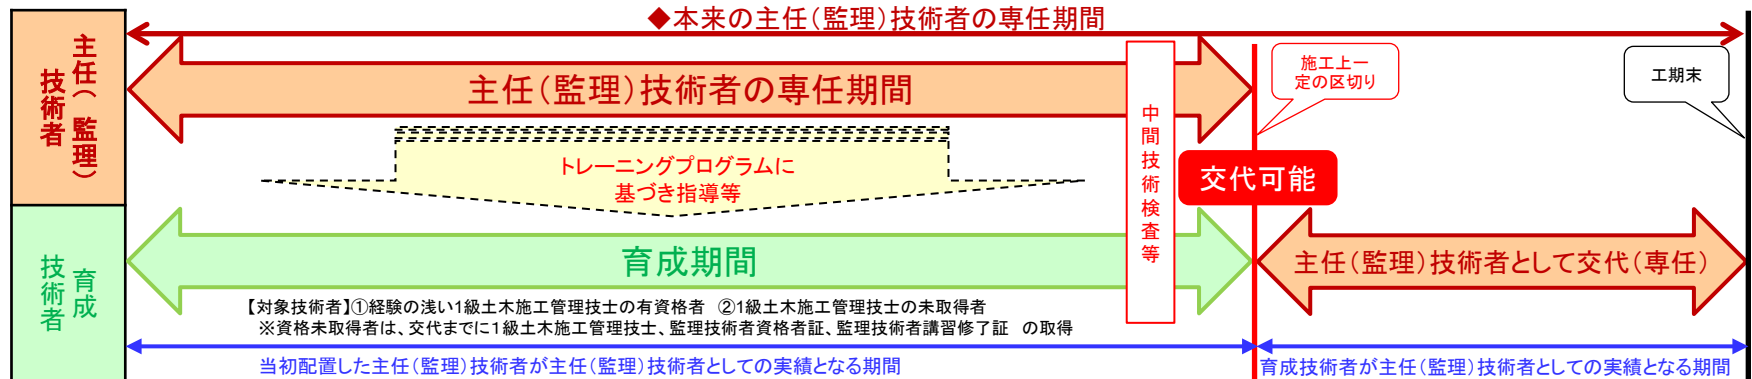 ◆本来の主任(監理)技術者の専任期間
主任(監理)
技術者
主任(監理)技術者の専任期間
中間技術検査等
施工上一
定の区切り
工期末
トレーニングプログラムに
基づき指導等
交代可能
育成
技術者
育成期間
主任(監理)技術者として交代(専任)
【対象技術者】①経験の浅い1級土木施工管理技士の有資格者 ②1級土木施工管理技士の未取得者
※資格未取得者は、交代までに1級土木施工管理技士、監理技術者資格者証、監理技術者講習修了証 の取得
当初配置した主任(監理)技術者が主任(監理)技術者としての実績となる期間
育成技術者が主任(監理)技術者としての実績となる期間